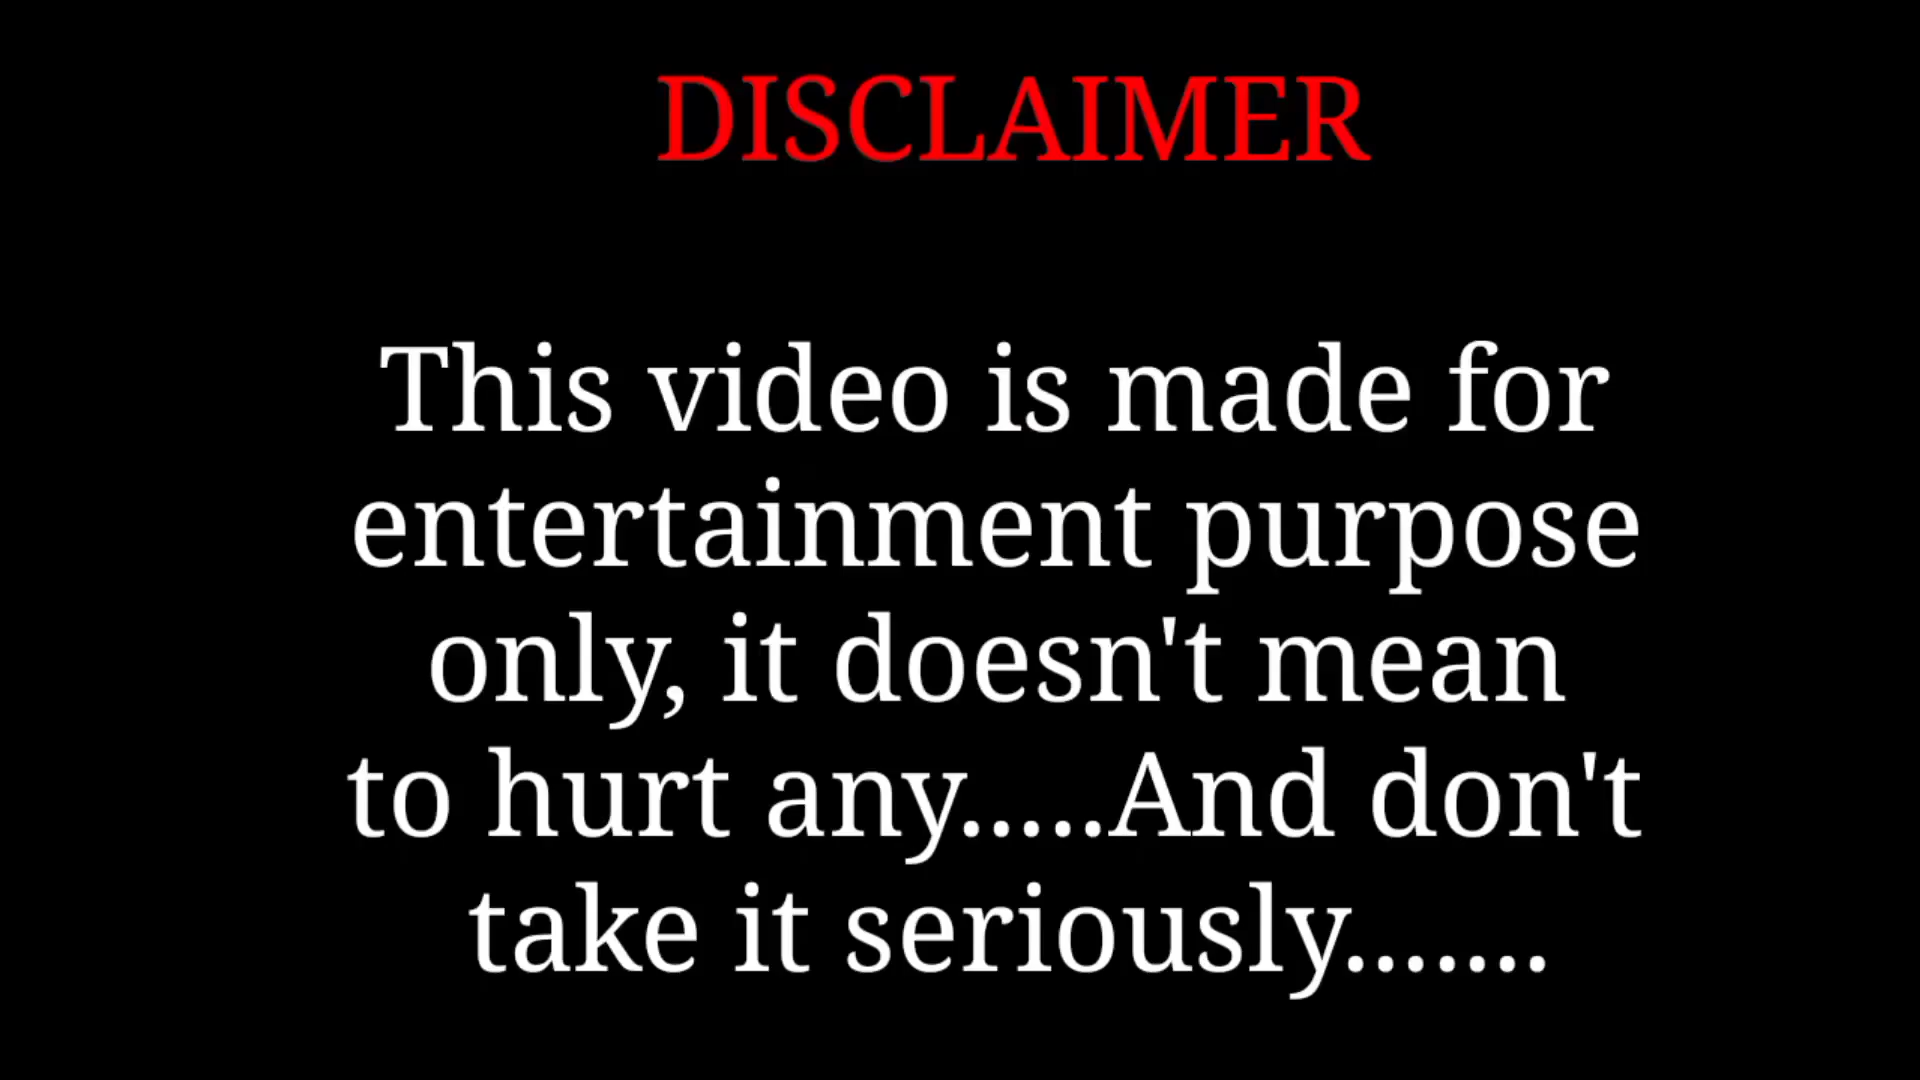 DISCLAIMER
This video is made for
entertainment purpose
only, it doesn't mean
to hurt any.....And don't
take it seriously.......